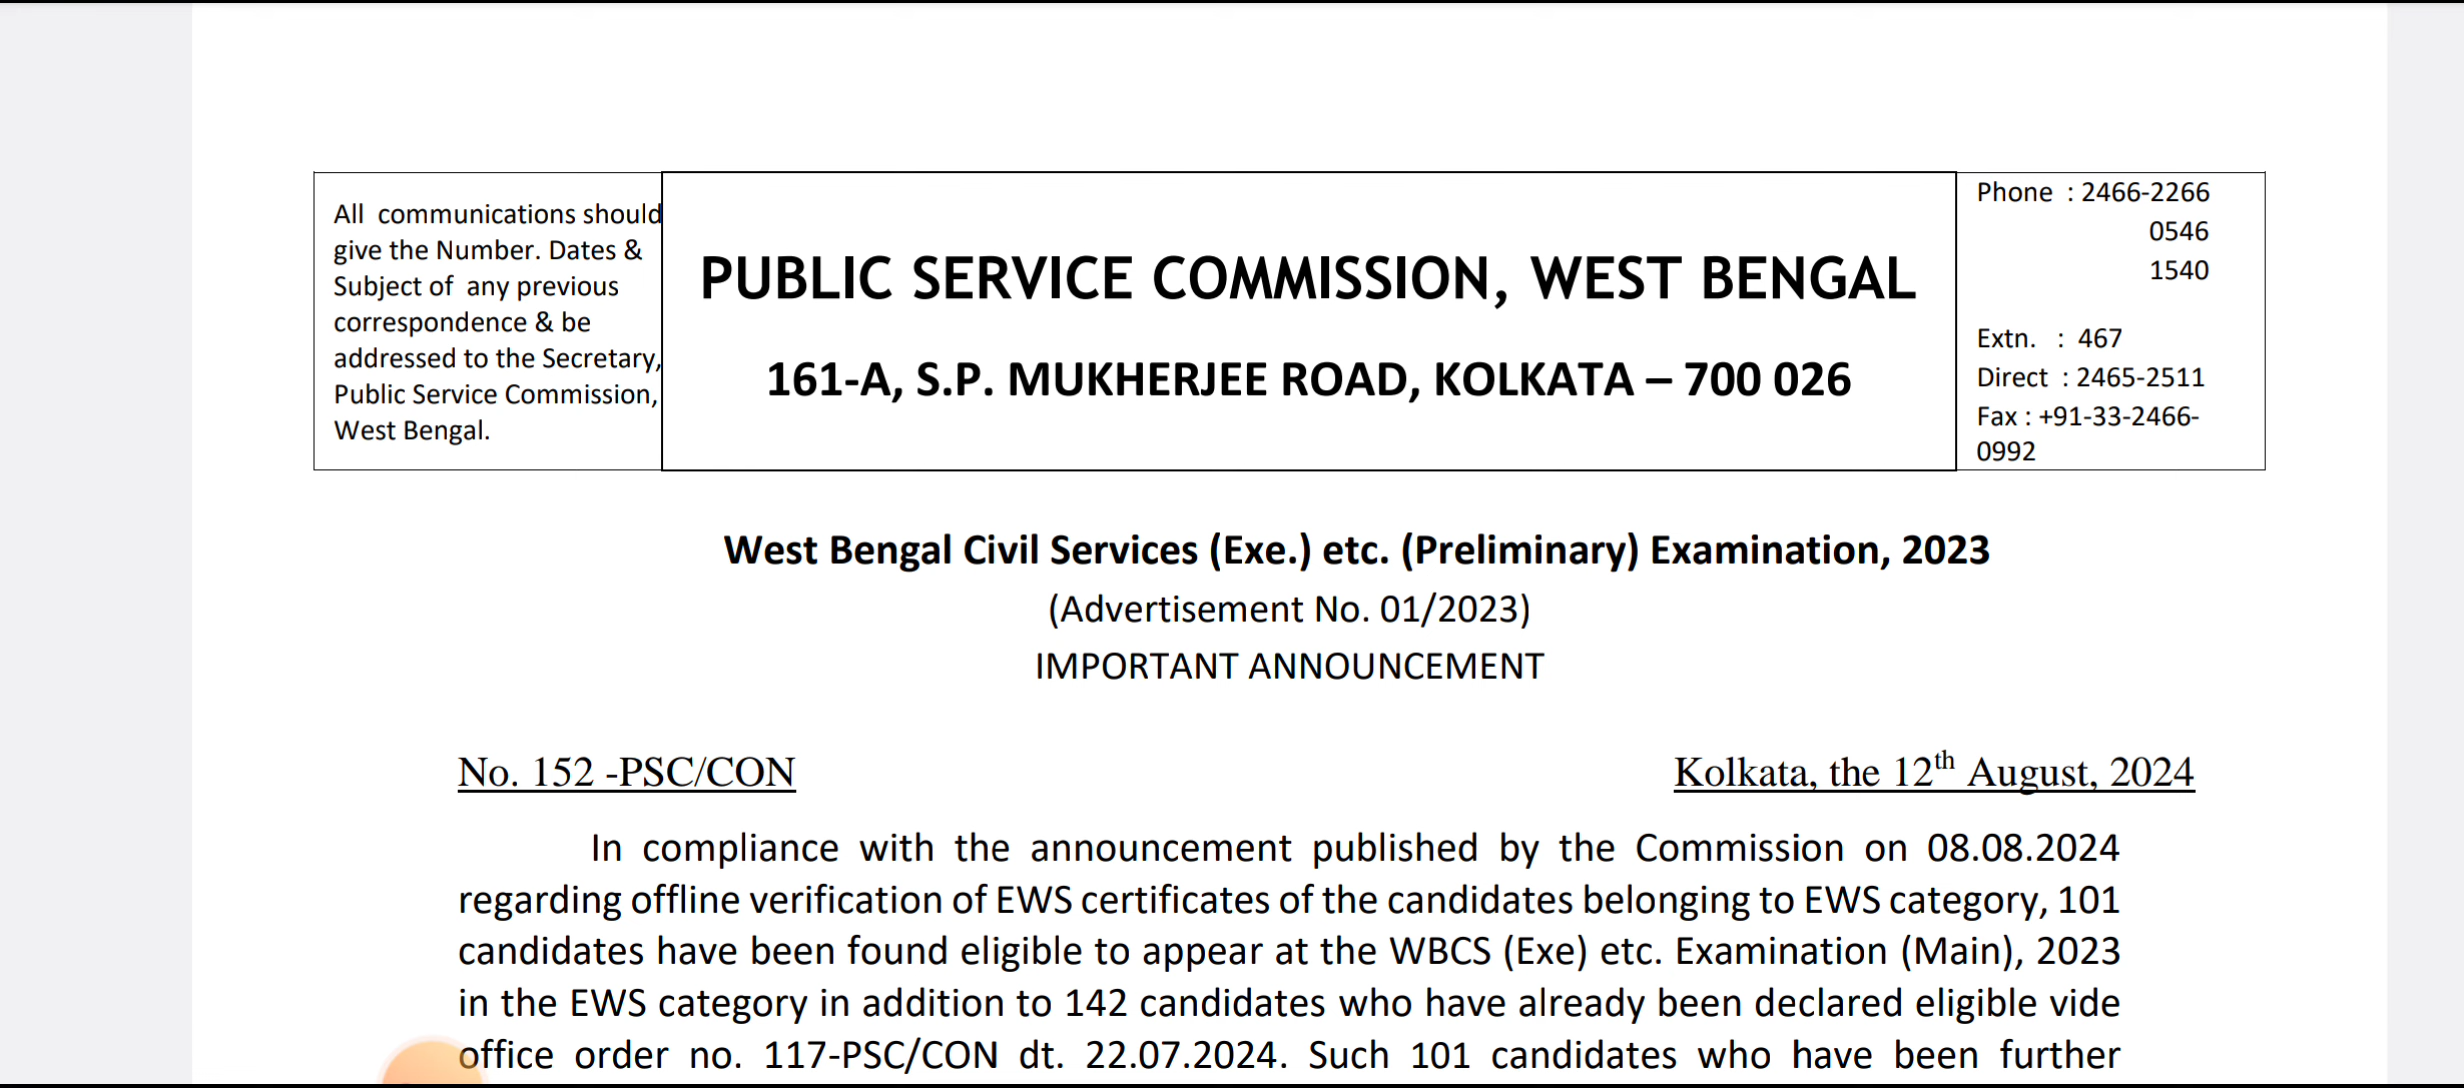 All communications should
give the Number. Dates &
Subject of any previous
correspondence & be
addressed to the Secretary,
Public Service Commission,
West Bengal.
PUBLIC SERVICE COMMISSION, WEST BENGAL
161-A, S.P. MUKHERJEE ROAD, KOLKATA – 700 026
Phone : 2466-2266
0546
1540
Extn. : 467
Direct : 2465-2511
Fax : +91-33-2466-
0992
West Bengal Civil Services (Exe.) etc. (Preliminary) Examination, 2023
(Advertisement No. 01/2023)
IMPORTANT ANNOUNCEMENT
No. 152 -PSC/CON
Kolkata, the 12th August, 2024
In compliance with the announcement published by the Commission on 08.08.2024
regarding offline verification of EWS certificates of the candidates belonging to EWS category, 101
candidates have been found eligible to appear at the WBCS (Exe) etc. Examination (Main), 2023
in the EWS category in addition to 142 candidates who have already been declared eligible vide
office order no. 117-PSC/CON dt. 22.07.2024. Such 101 candidates who have been further